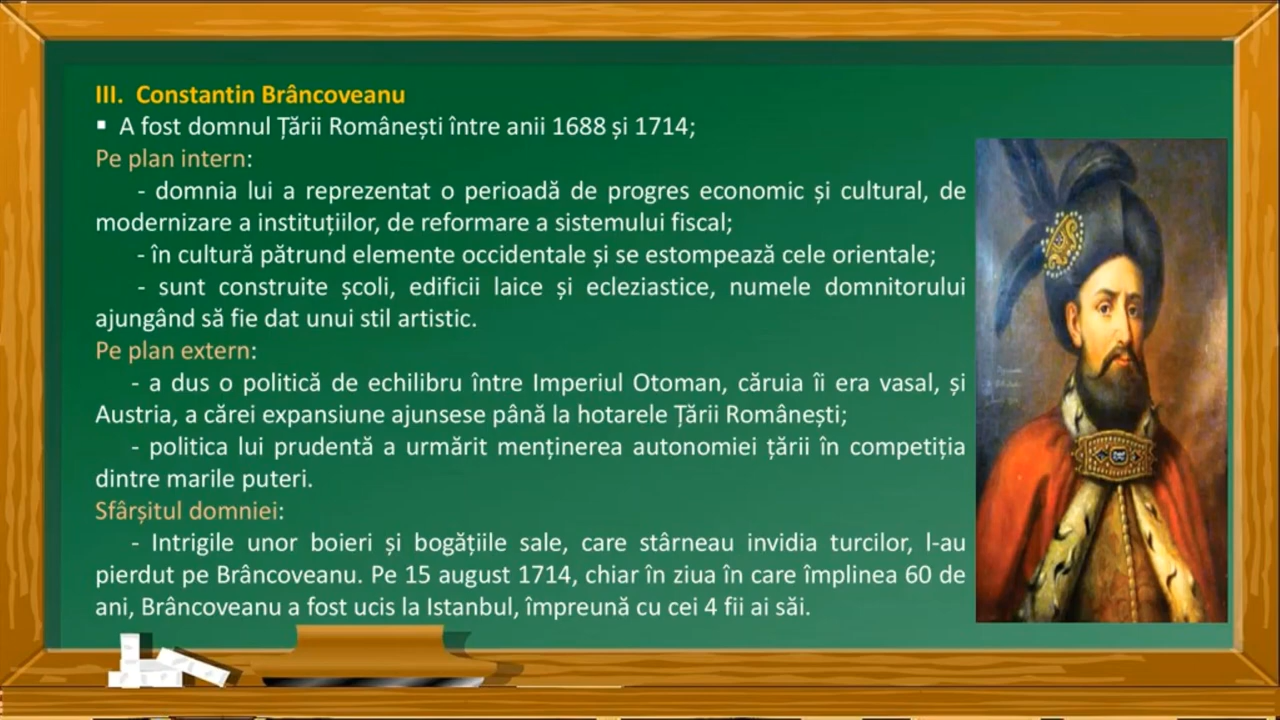 III. Constantin Brâncoveanu
▪ A fost domnul Țării Românești între anii 1688 și 1714;
Pe plan intern:
- domnia lui a reprezentat o perioadă de progres economic și cultural, de
modernizare a instituțiilor, de reformare a sistemului fiscal;
- în cultură pătrund elemente occidentale și se estompează cele orientale;
- sunt construite școli, edificii laice și ecleziastice, numele domnitorului
ajungând să fie dat unui stil artistic.
Pe plan extern:
- a dus o politică de echilibru între Imperiul Otoman, căruia îi era vasal, și
Austria, a cărei expansiune ajunsese până la hotarele Țării Românești;
- politica lui prudentă a urmărit menținerea autonomiei țării în competiția
dintre marile puteri.
Sfârșitul domniei:
- Intrigile unor boieri și bogățiile sale, care stârneau invidia turcilor, l-au
pierdut pe Brâncoveanu. Pe 15 august 1714, chiar în ziua în care împlinea 60 de
ani, Brâncoveanu a fost ucis la Istanbul, împreună cu cei 4 fii ai săi.